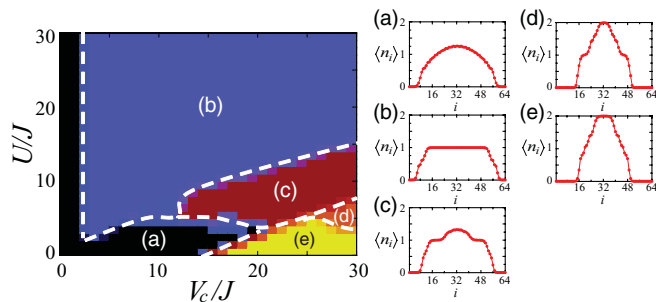 30
20
10
0
U/J
0
10
20
30
V_c/J
(b)
(c)
(d)
(a)
(e)
(a)
2
⟨n_i⟩ 1
0
16 32 48 64
i
(b)
2
⟨n_i⟩ 1
0
16 32 48 64
i
(c)
2
⟨n_i⟩ 1
0
16 32 48 64
i
(d)
2
⟨n_i⟩ 1
0
16 32 48 64
i
(e)
2
⟨n_i⟩ 1
0
16 32 48 64
i